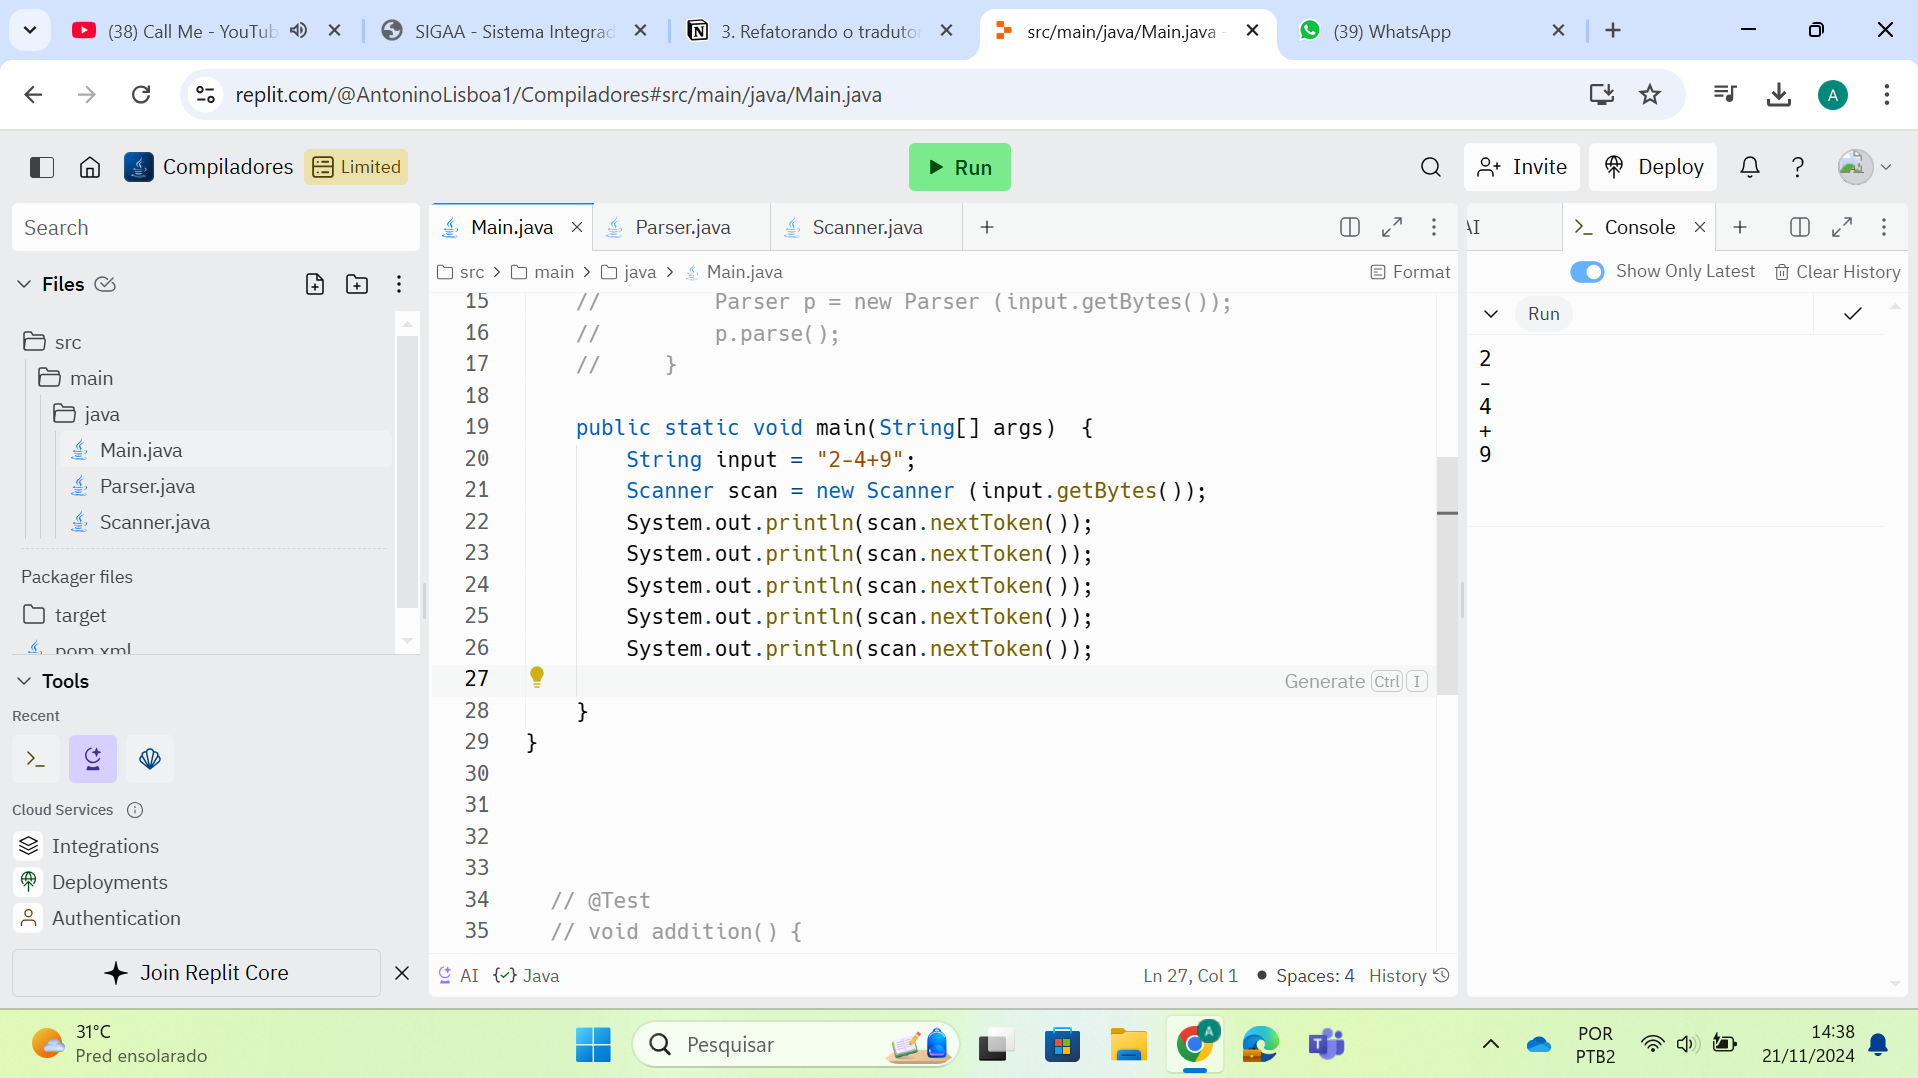 (38) Call Me - YouTub
SIGAA - Sistema Integrad
3. Refatorando o tradutor
src/main/java/Main.java -
(39) WhatsApp
replit.com/@AntoninoLisboa1/Compiladores#src/main/java/Main.java
A
Compiladores
Limited
Run
Invite
Deploy
Search
Main.java
Parser.java
Scanner.java
AI
Console
Files
src
main
java
Main.java
Format
Show Only Latest
Clear History
src
main
java
Main.java
Parser.java
Scanner.java
Packager files
target
pom.xml
Tools
Recent
Cloud Services
Integrations
Deployments
Authentication
Join Replit Core
15 //         Parser p = new Parser (input.getBytes());
16 //         p.parse();
17 //     }
18
19 public static void main(String[] args)  {
20 String input = "2-4+9";
21 Scanner scan = new Scanner (input.getBytes());
22 System.out.println(scan.nextToken());
23 System.out.println(scan.nextToken());
24 System.out.println(scan.nextToken());
25 System.out.println(scan.nextToken());
26 System.out.println(scan.nextToken());
27 Generate Ctrl I
28 }
29 }
30
31
32
33
34 // @Test
35 // void addition() {
AI
Java
Ln 27, Col 1
Spaces: 4
History
Run
2
-
4
+
9
31°C
Pred ensolarado
Pesquisar
A
POR
PTB2
14:38
21/11/2024